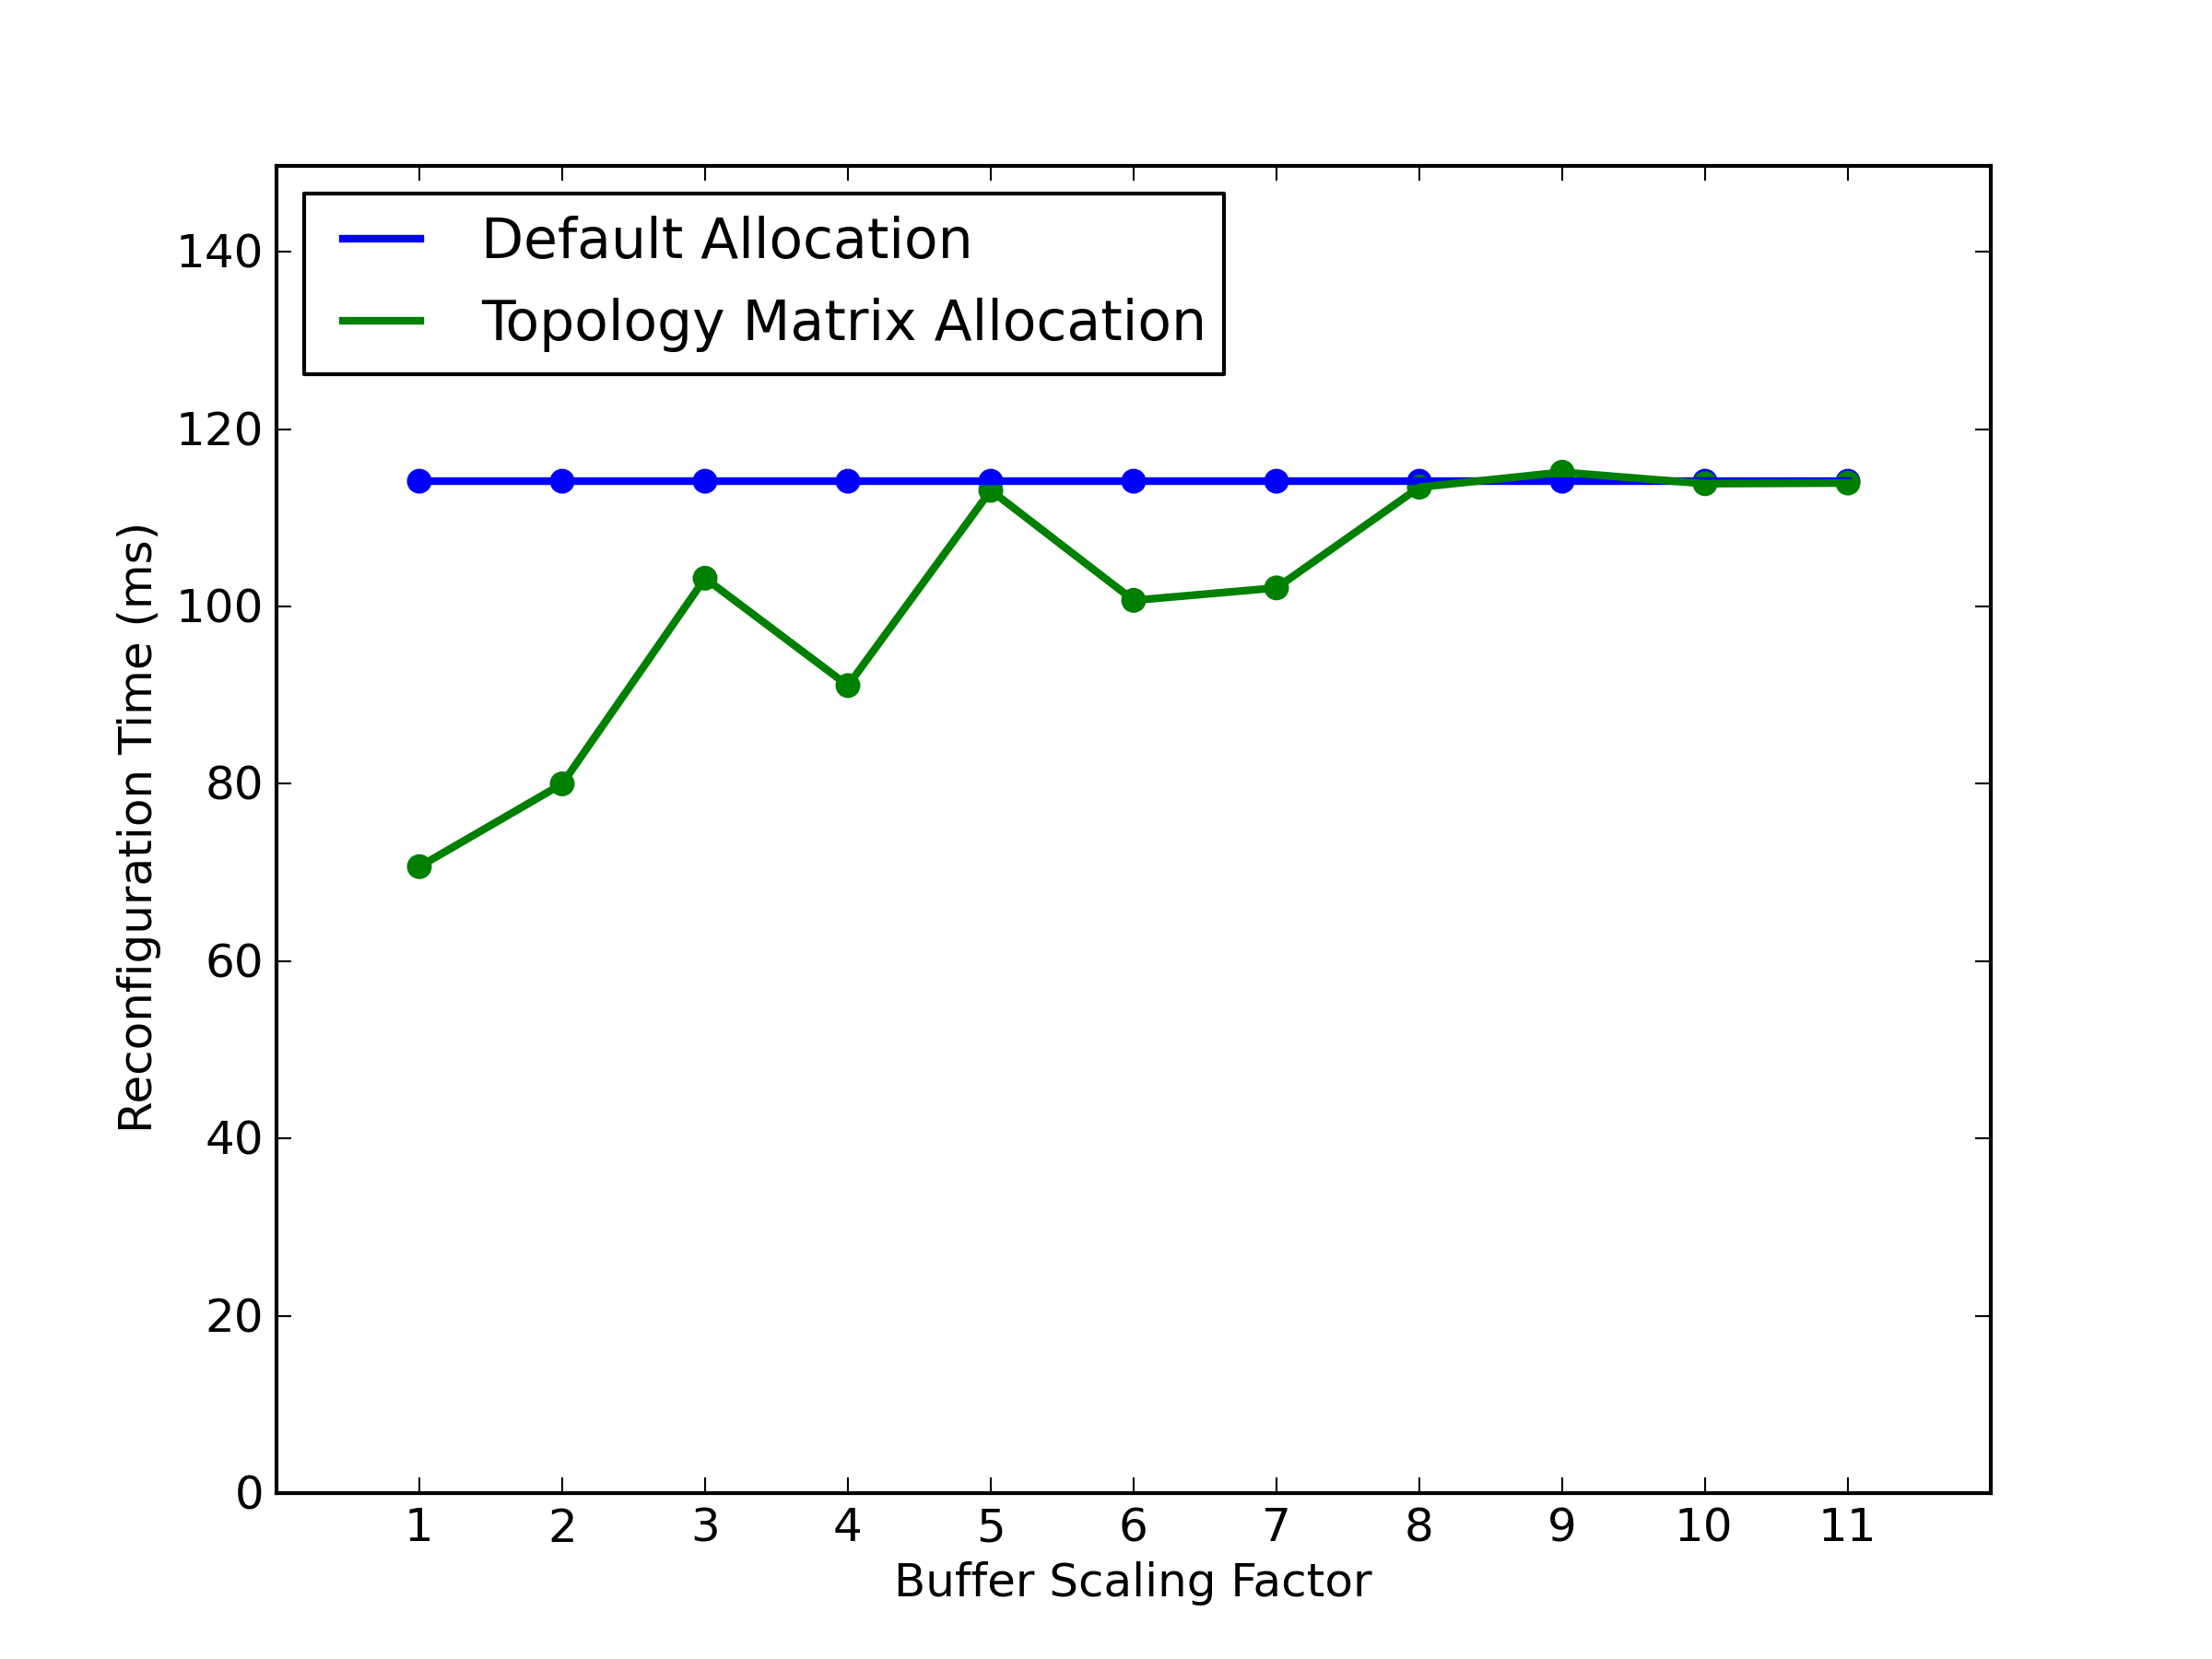 Default Allocation
Topology Matrix Allocation
140
120
100
80
60
40
20
0
Reconfiguration Time (ms)
1 2 3 4 5 6 7 8 9 10 11
Buffer Scaling Factor